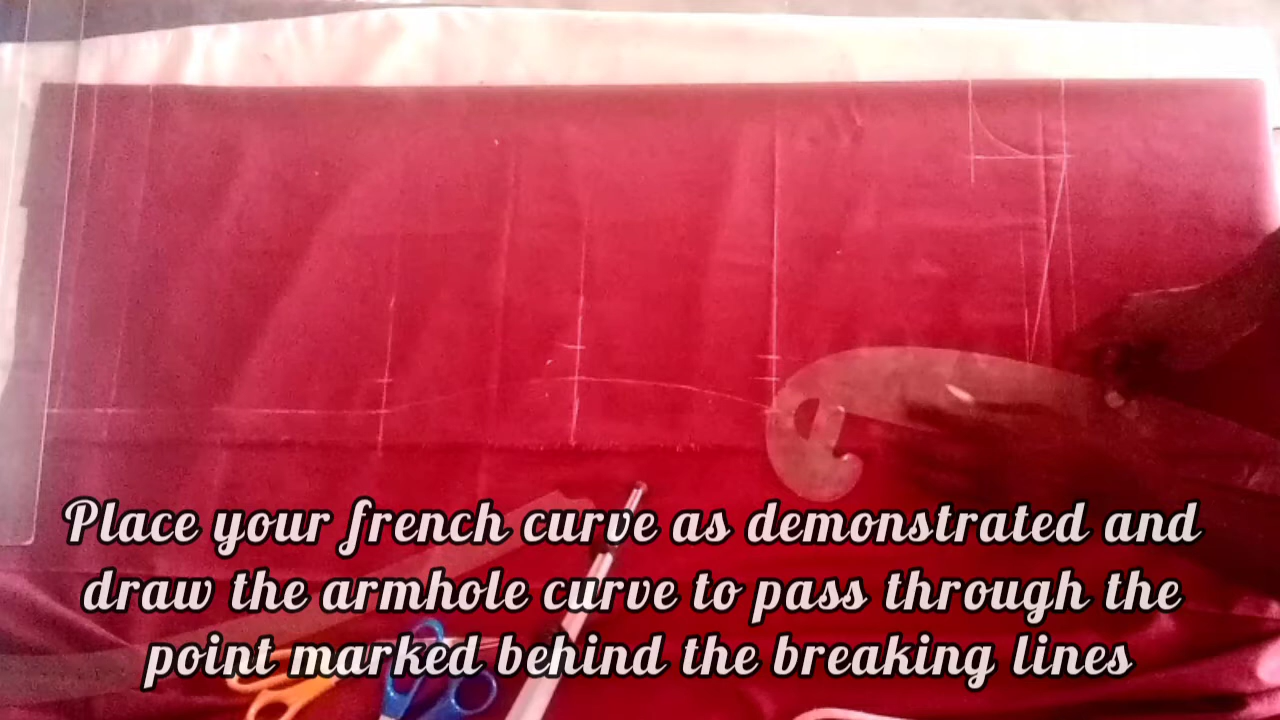 Place your french curve as demonstrated and
draw the armhole curve to pass through the
point marked behind the breaking lines